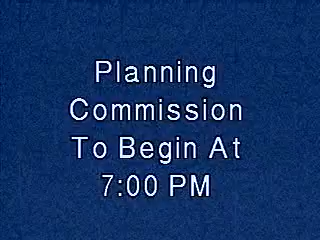 Planning
Commission
To Begin At
7:00 PM